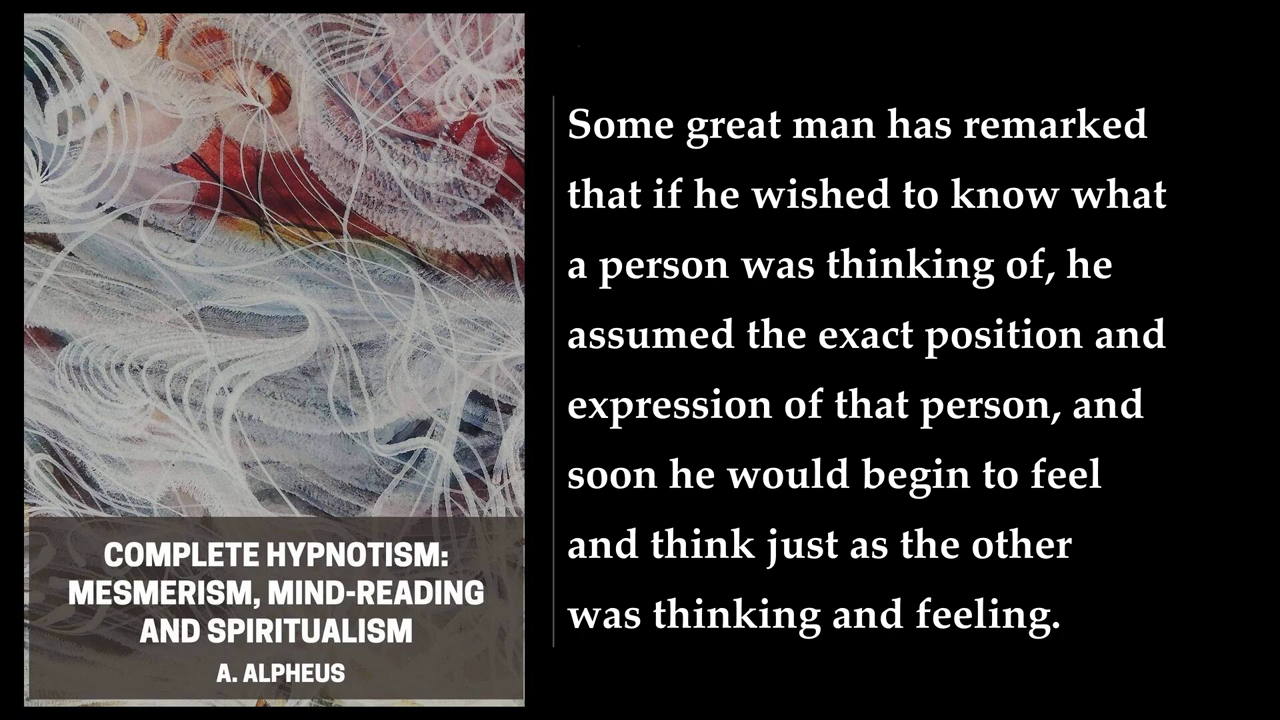 COMPLETE HYPNOTISM:
MESMERISM, MIND-READING
AND SPIRITUALISM
A. ALPHEUS
Some great man has remarked
that if he wished to know what
a person was thinking of, he
assumed the exact position and
expression of that person, and
soon he would begin to feel
and think just as the other
was thinking and feeling.